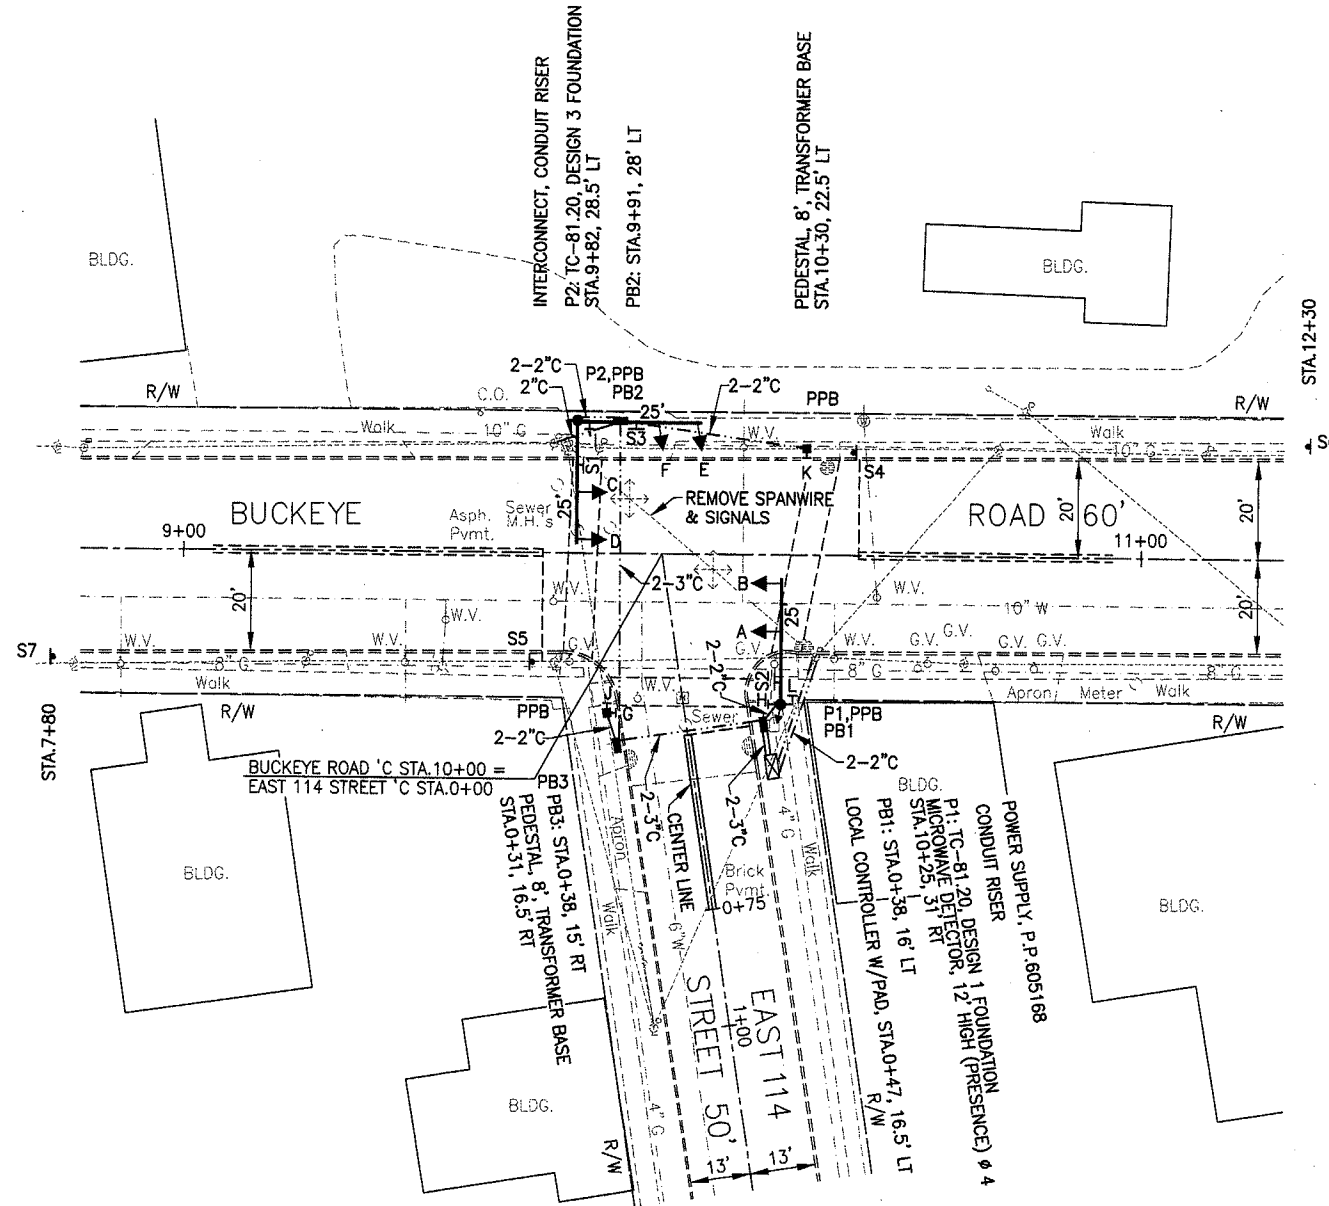 INTERCONNECT, CONDUIT RISER
P2: TC-81.20, DESIGN 3 FOUNDATION
STA.9+82, 28.5' LT
PB2: STA.9+91, 28' LT
PEDESTAL, 8', TRANSFORMER BASE
STA.10+30, 22.5' LT
BLDG.
BLDG.
STA.12+30
R/W
C.O.
2-2"C
2"C
P2,PPB
PB2
25'
2-2"C
PPB
R/W
Walk
10" G
S3
W.V.
Walk
10" G
S
S1
F
E
K
S4
C
REMOVE SPANWIRE
& SIGNALS
BUCKEYE
ROAD
60'
20'
20'
Asph.
Pvmt.
Sewer
M.H.'s
25'
9+00
D
11+00
20'
2-3"C
B
25'
W.V.
W.V.
W.V.
10" W
20'
A
W.V.
W.V.
S5
G.V.
G.V.
W.V.
G.V.
G.V.
G.V.
G.V.
S7
8" G
2-2"C
8" G
8" G
Walk
W.V.
S2
L
Apron
Meter
Walk
R/W
PPB
J
G
Sewer
P1,PPB
PB1
R/W
STA.7+80
2-2"C
2-2"C
BUCKEYE ROAD 'C STA.10+00 =
EAST 114 STREET 'C STA.0+00
PB3
PB3: STA.0+38, 15' RT
PEDESTAL, 8', TRANSFORMER BASE
STA.0+31, 16.5' RT
2-3"C
CENTER LINE
2-3"C
4" G
Walk
BLDG.
POWER SUPPLY, P.P.605168
CONDUIT RISER
P1: TC-81.20, DESIGN 1 FOUNDATION
MICROWAVE DETECTOR, 12' HIGH (PRESENCE) ø 4
STA.10+25, 31' RT
PB1: STA.0+38, 16' LT
LOCAL CONTROLLER W/PAD, STA.0+47, 16.5' LT
Apron
Walk
Brick
Pvmt.
0+75
6"W
BLDG.
BLDG.
EAST 114
STREET 50'
1+00
BLDG.
4" G
R/W
R/W
13'
13'